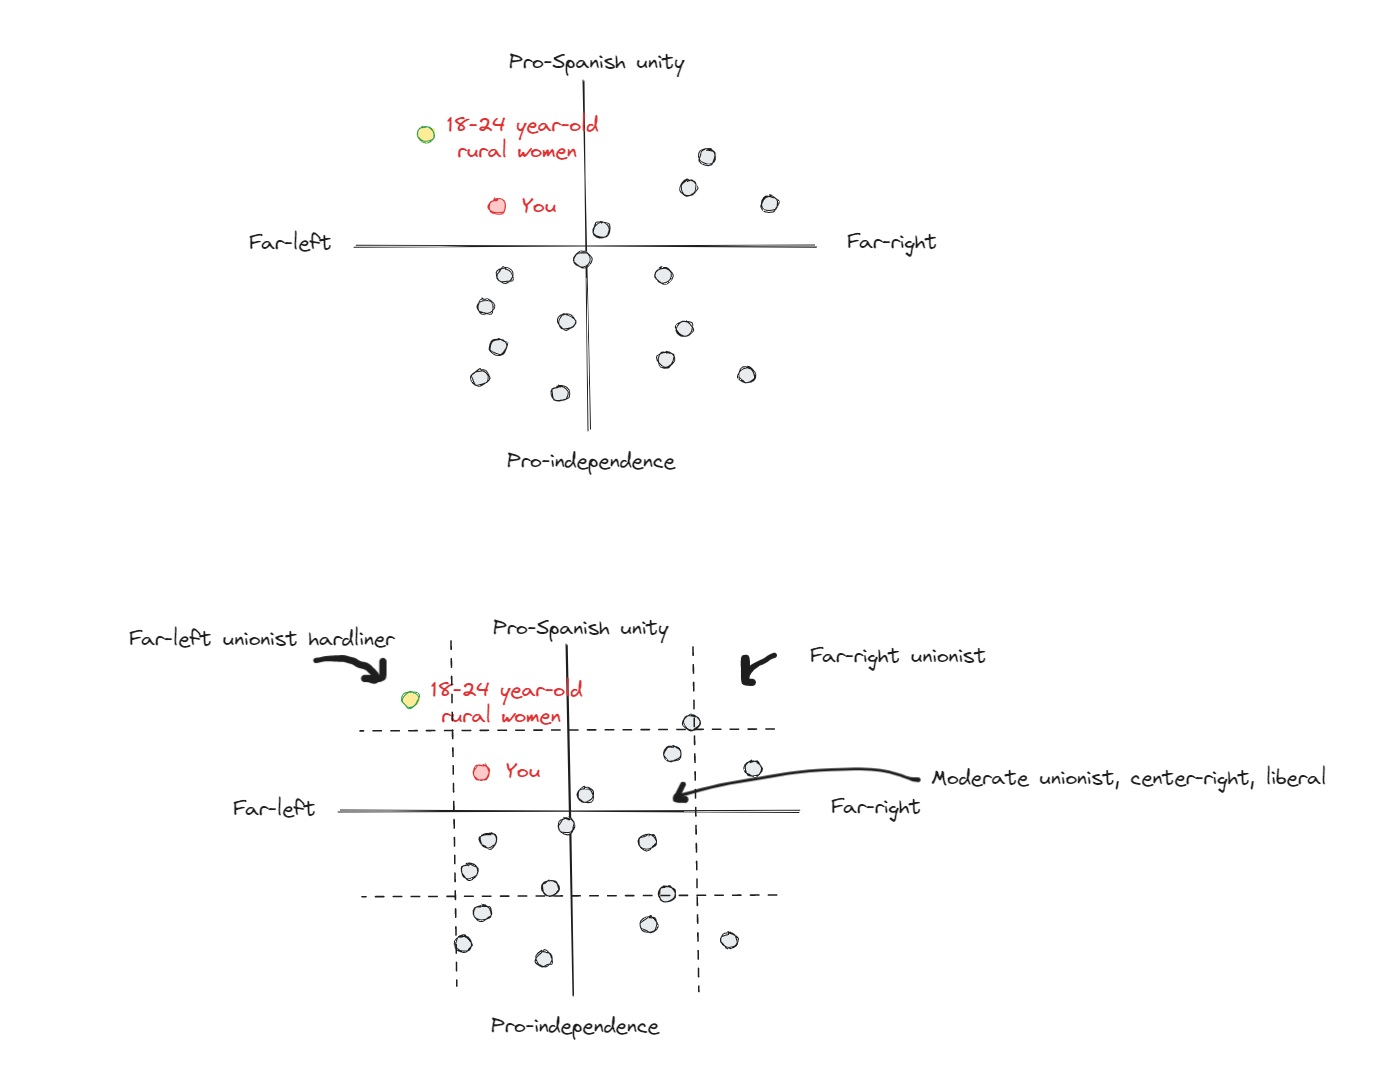 Pro-Spanish unity
18-24 year-old
rural women
You
Far-left
Far-right
Pro-independence
Pro-Spanish unity
Far-left unionist hardliner
Far-right unionist
18-24 year-old
rural women
You
Moderate unionist, center-right, liberal
Far-left
Far-right
Pro-independence